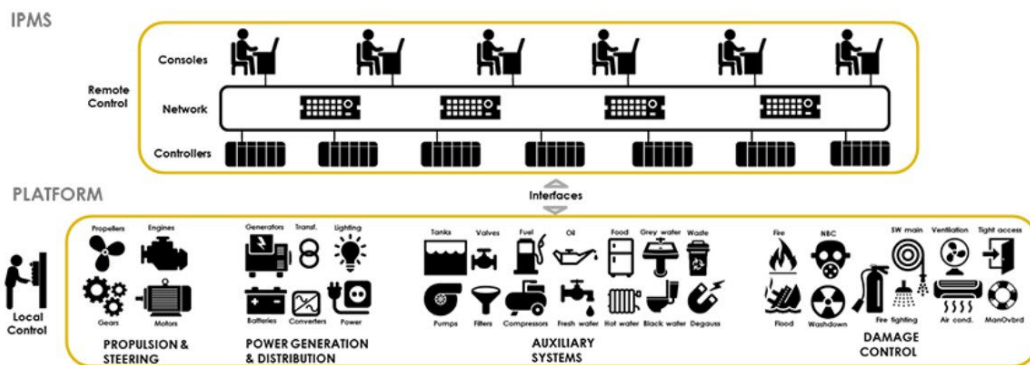 IPMS
Consoles
Remote
Control
Network
Controllers
PLATFORM
Interfaces
Propellers
Engines
Generators
Transf.
Lighting
Tanks
Valves
Fuel
Oil
Food
Grey water
Waste
Fire
NBC
SW main
Ventilation
Tight access
Local
Control
Gears
Motors
Batteries
Converters
Power
Pumps
Filters
Compressors
Fresh water
Hot water
Black water
Degauss
Flood
Washdown
Fire fighting
Air cond.
ManOvbrd
PROPULSION &
STEERING
POWER GENERATION
& DISTRIBUTION
AUXILIARY
SYSTEMS
DAMAGE
CONTROL